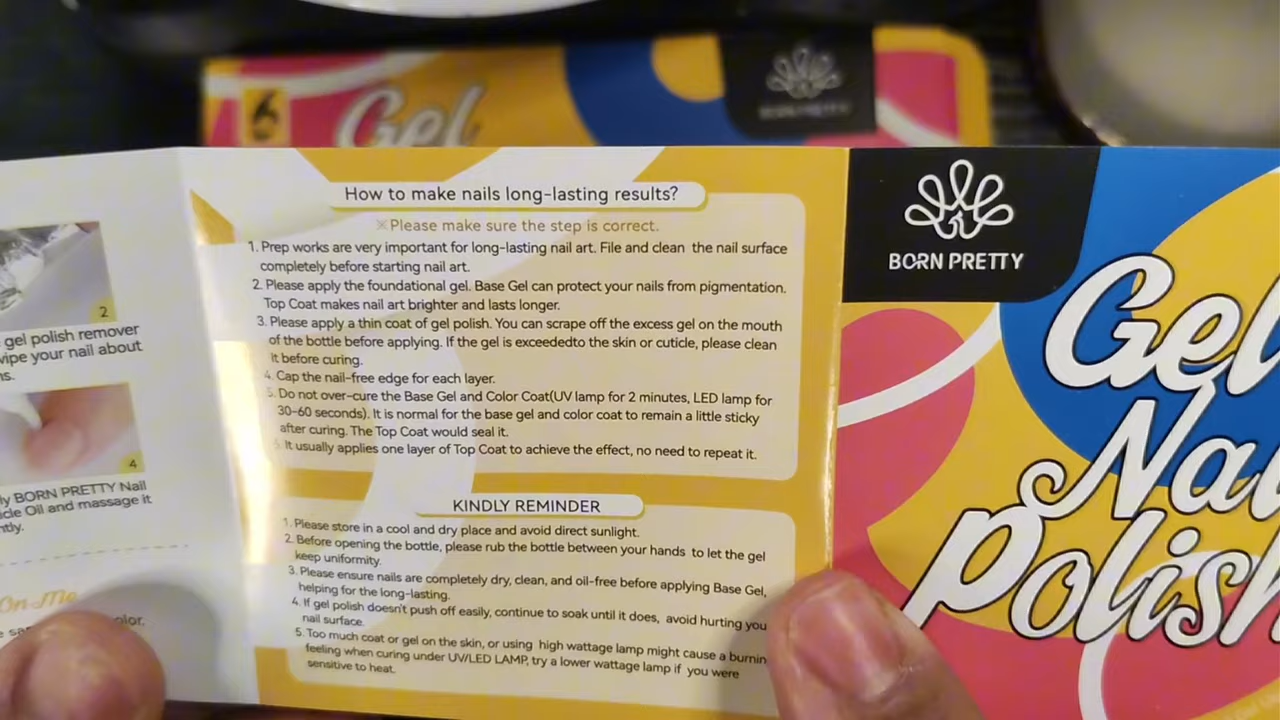 6
Gel
BORN PRETTY
How to make nails long-lasting results?
※Please make sure the step is correct.
1. Prep works are very important for long-lasting nail art. File and clean the nail surface
completely before starting nail art.
2. Please apply the foundational gel. Base Gel can protect your nails from pigmentation.
Top Coat makes nail art brighter and lasts longer.
3. Please apply a thin coat of gel polish. You can scrape off the excess gel on the mouth
of the bottle before applying. If the gel is exceededto the skin or cuticle, please clean
it before curing.
4. Cap the nail-free edge for each layer.
5. Do not over-cure the Base Gel and Color Coat(UV lamp for 2 minutes, LED lamp for
30-60 seconds). It is normal for the base gel and color coat to remain a little sticky
after curing. The Top Coat would seal it.
It usually applies one layer of Top Coat to achieve the effect, no need to repeat it.
KINDLY REMINDER
1. Please store in a cool and dry place and avoid direct sunlight.
2. Before opening the bottle, please rub the bottle between your hands to let the gel
keep uniformity.
3. Please ensure nails are completely dry, clean, and oil-free before applying Base Gel,
helping for the long-lasting.
4. If gel polish doesn't push off easily, continue to soak until it does, avoid hurting you
nail surface.
5. Too much coat or gel on the skin, or using high wattage lamp might cause a burnin
feeling when curing under UV/LED LAMP, try a lower wattage lamp if you were
sensitive to heat.
2
gel polish remover
wipe your nail about
4
BORN PRETTY Nail
Oil and massage it
On Me
BORN PRETTY
Gel
Nai
Polish